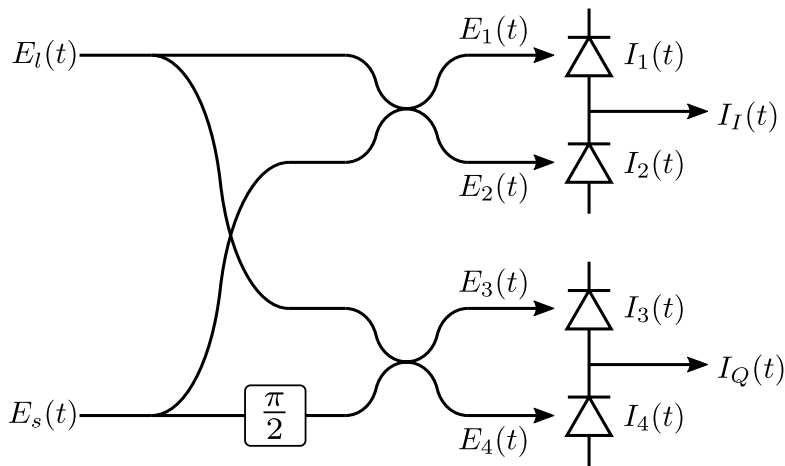 E_l(t)
E_1(t)
I_1(t)
I_I(t)
E_2(t)
I_2(t)
E_3(t)
I_3(t)
I_Q(t)
E_s(t)
π/2
E_4(t)
I_4(t)